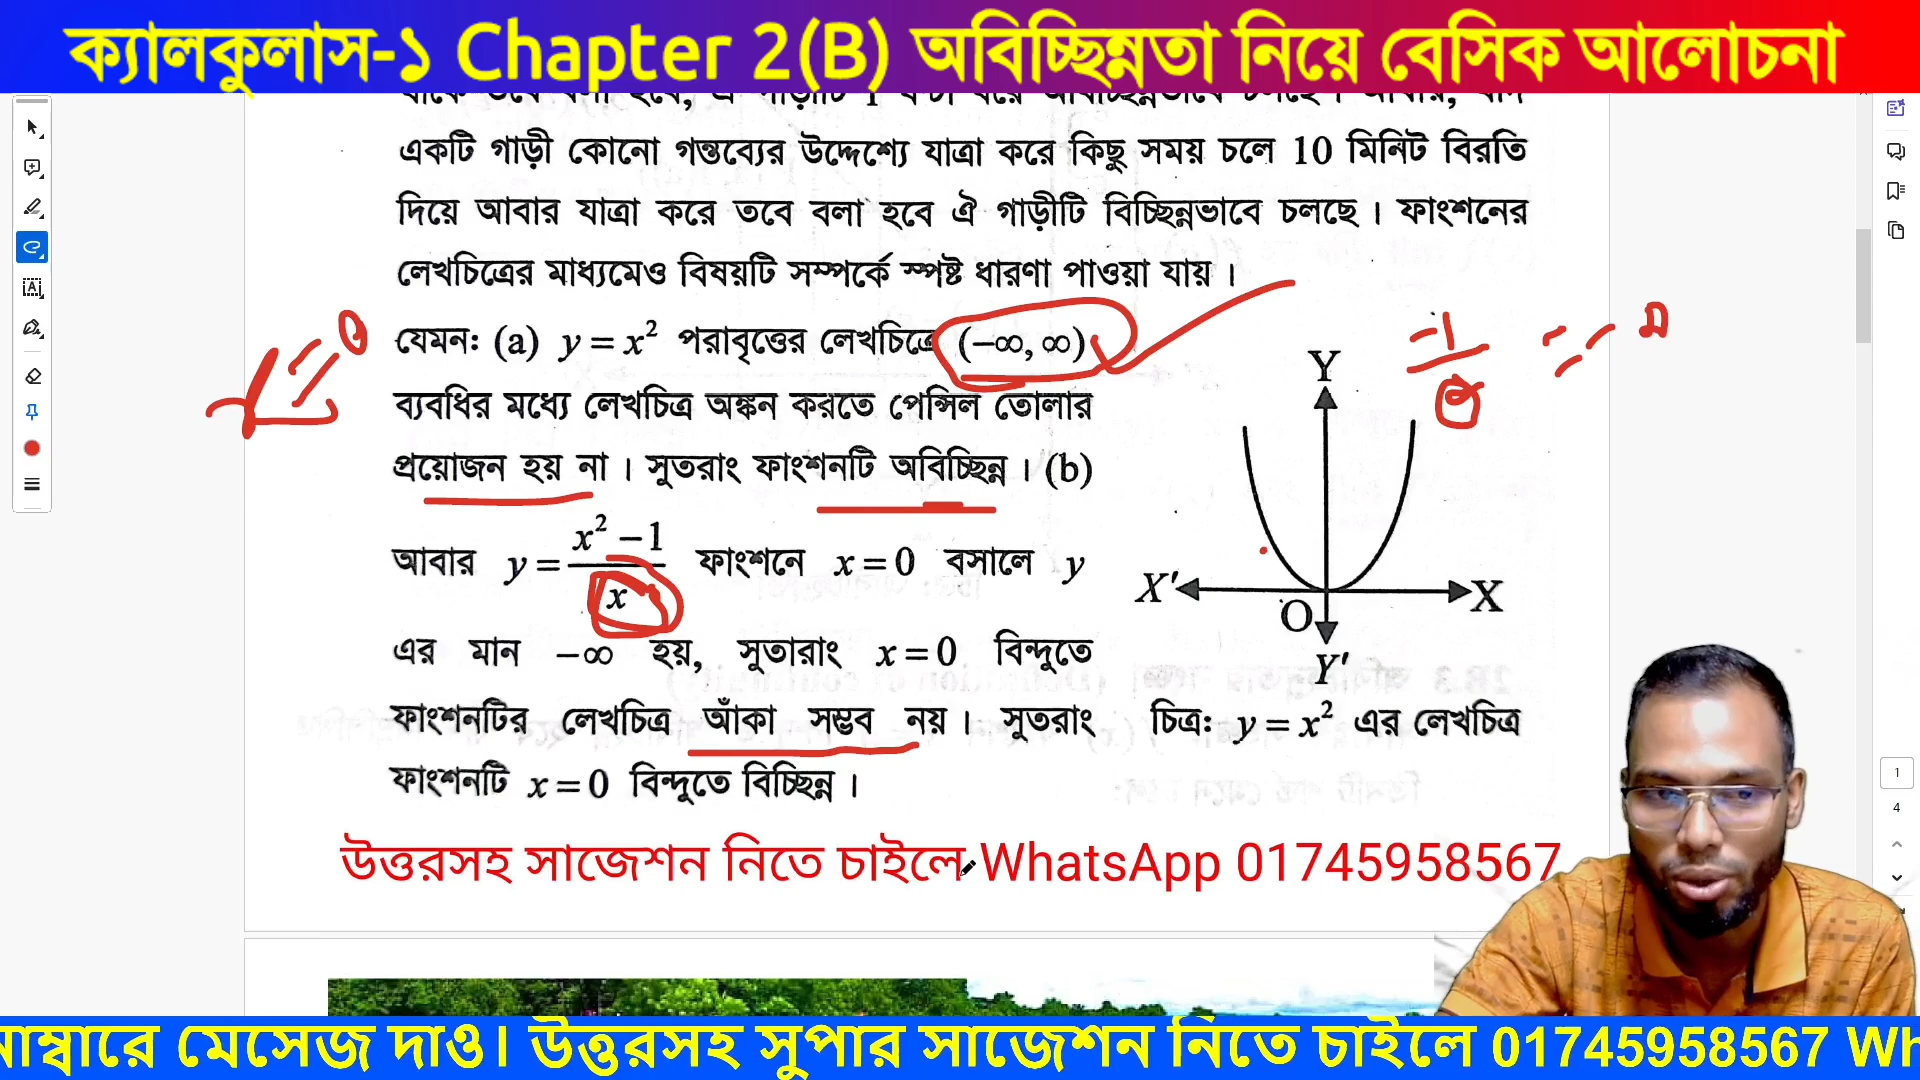 ক্যালকুলাস-১ Chapter 2(B) অবিচ্ছিন্নতা নিয়ে বেসিক আলোচনা
একটি গাড়ী কোনো গন্তব্যের উদ্দেশ্যে যাত্রা করে কিছু সময় চলে 10 মিনিট বিরতি
দিয়ে আবার যাত্রা করে তবে বলা হবে ঐ গাড়ীটি বিচ্ছিন্নভাবে চলছে। ফাংশনের
লেখচিত্রের মাধ্যমেও বিষয়টি সম্পর্কে স্পষ্ট ধারণা পাওয়া যায়।
যেমন: (a) y = x² পরাবৃত্তের লেখচিত্রে (−∞, ∞)
ব্যবধির মধ্যে লেখচিত্র অঙ্কন করতে পেন্সিল তোলার
প্রয়োজন হয় না। সুতরাং ফাংশনটি অবিচ্ছিন্ন। (b)
আবার y = (x² − 1)/x ফাংশনে x = 0 বসালে y
এর মান −∞ হয়, সুতারাং x = 0 বিন্দুতে
ফাংশনটির লেখচিত্র আঁকা সম্ভব নয়। সুতরাং
ফাংশনটি x = 0 বিন্দুতে বিচ্ছিন্ন।
Y
X′
X
O
Y′
চিত্র: y = x² এর লেখচিত্র
উত্তরসহ সাজেশন নিতে চাইলে WhatsApp 01745958567
1
4
নাম্বারে মেসেজ দাও। উত্তরসহ সুপার সাজেশন নিতে চাইলে 01745958567